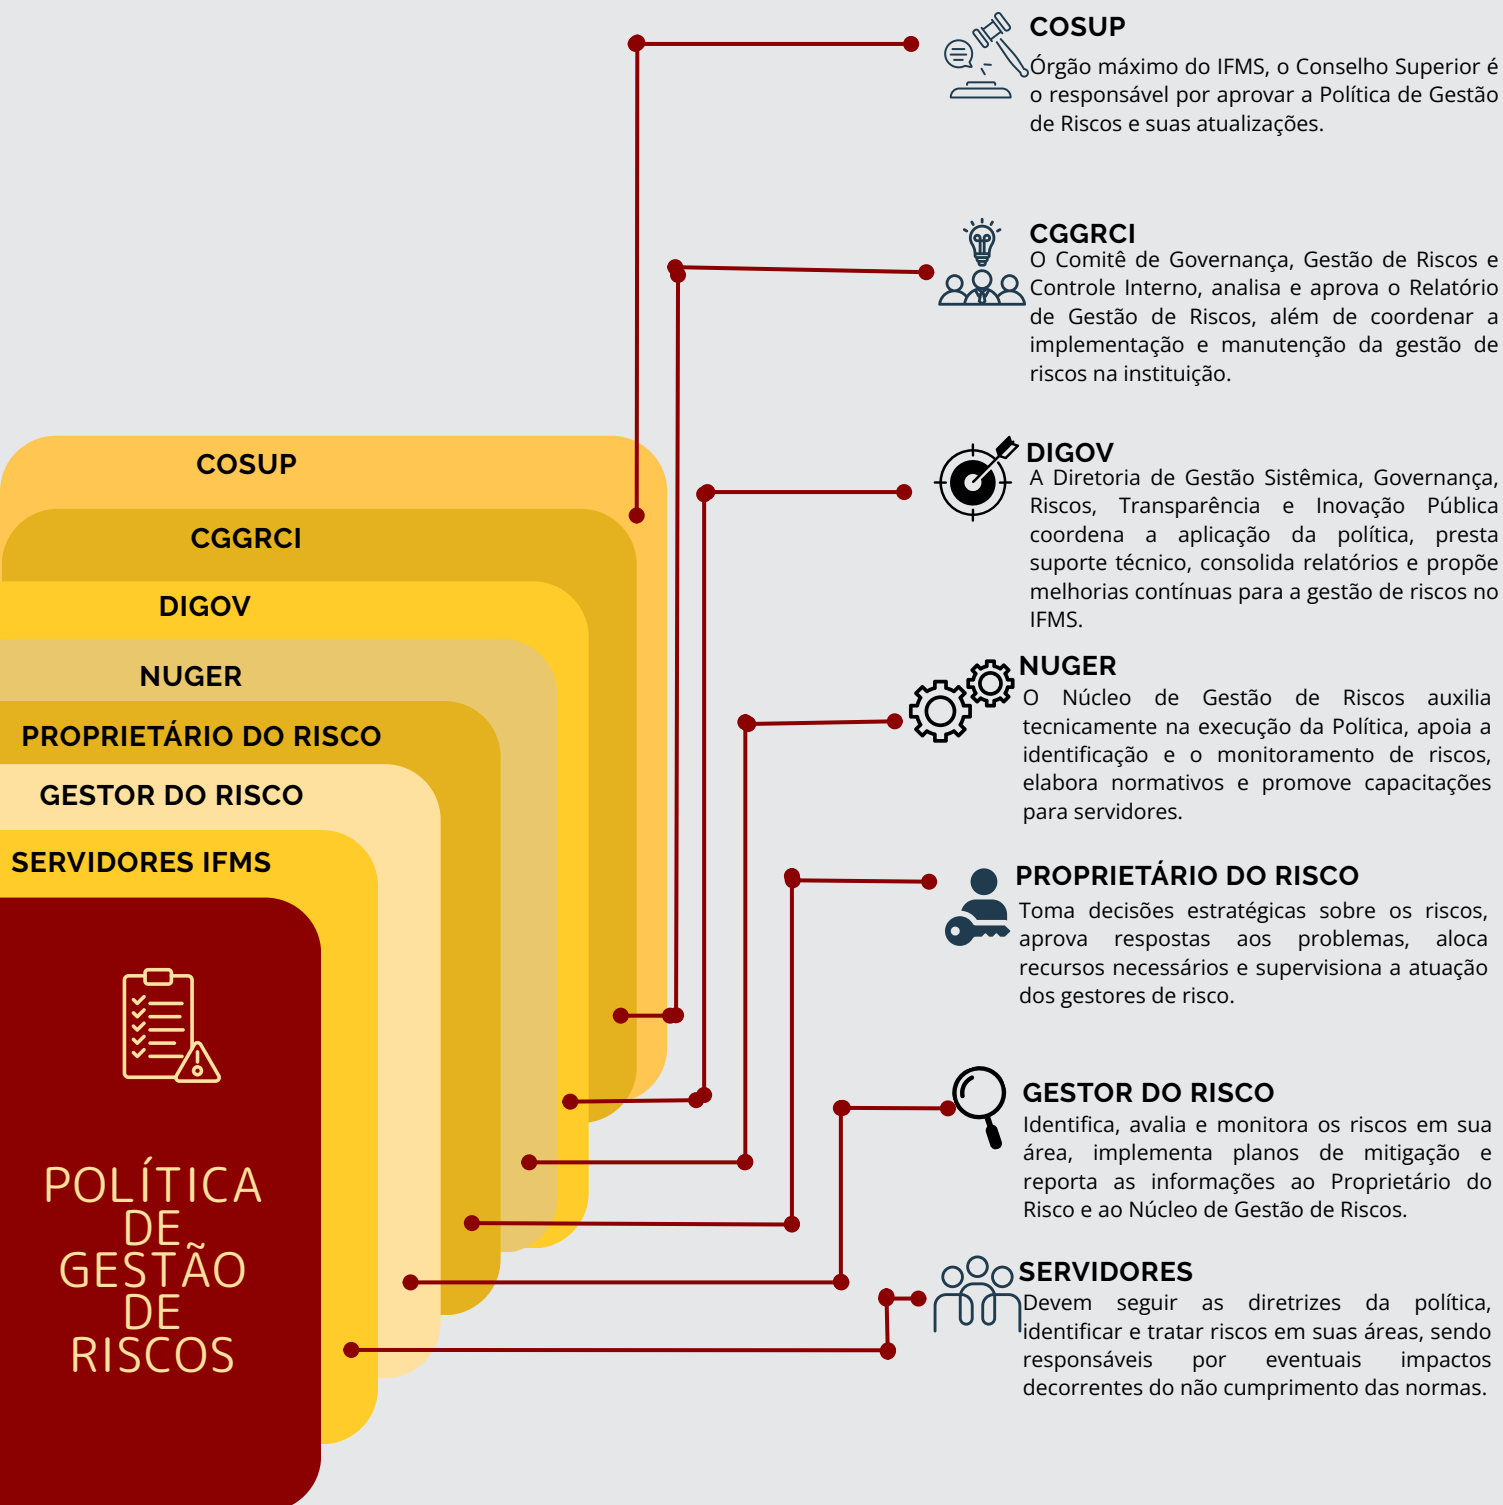 COSUP
CGGRCI
DIGOV
NUGER
PROPRIETÁRIO DO RISCO
GESTOR DO RISCO
SERVIDORES IFMS
POLÍTICA
DE
GESTÃO
DE
RISCOS
COSUP
Órgão máximo do IFMS, o Conselho Superior é
o responsável por aprovar a Política de Gestão
de Riscos e suas atualizações.
CGGRCI
O Comitê de Governança, Gestão de Riscos e
Controle Interno, analisa e aprova o Relatório
de Gestão de Riscos, além de coordenar a
implementação e manutenção da gestão de
riscos na instituição.
DIGOV
A Diretoria de Gestão Sistêmica, Governança,
Riscos, Transparência e Inovação Pública
coordena a aplicação da política, presta
suporte técnico, consolida relatórios e propõe
melhorias contínuas para a gestão de riscos no
IFMS.
NUGER
O Núcleo de Gestão de Riscos auxilia
tecnicamente na execução da Política, apoia a
identificação e o monitoramento de riscos,
elabora normativos e promove capacitações
para servidores.
PROPRIETÁRIO DO RISCO
Toma decisões estratégicas sobre os riscos,
aprova respostas aos problemas, aloca
recursos necessários e supervisiona a atuação
dos gestores de risco.
GESTOR DO RISCO
Identifica, avalia e monitora os riscos em sua
área, implementa planos de mitigação e
reporta as informações ao Proprietário do
Risco e ao Núcleo de Gestão de Riscos.
SERVIDORES
Devem seguir as diretrizes da política,
identificar e tratar riscos em suas áreas, sendo
responsáveis por eventuais impactos
decorrentes do não cumprimento das normas.